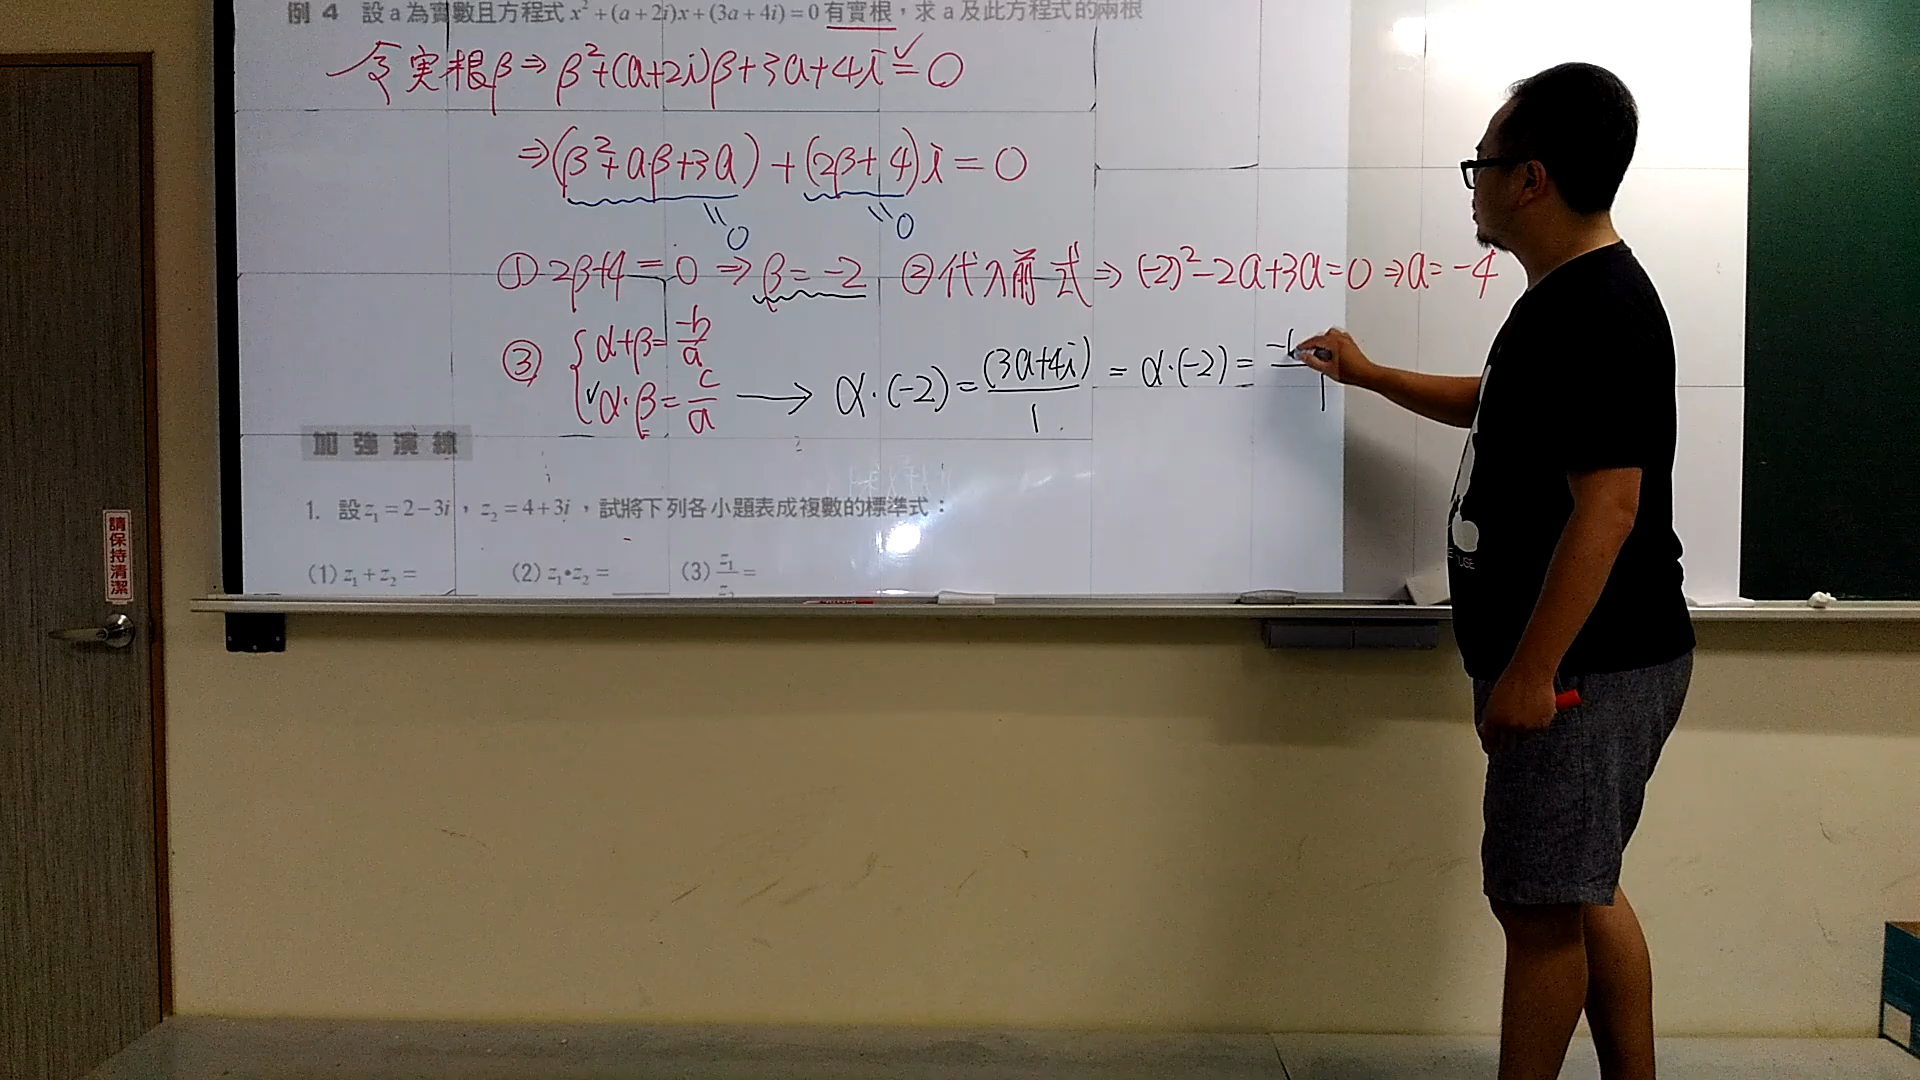 例 4 設 a 為實數且方程式 x² + (a + 2i)x + (3a + 4i) = 0 有實根，求 a 及此方程式的兩根
令実根β ⇒ β²+(a+2i)β+3a+4i = 0
⇒(β²+aβ+3a) + (2β+4)i = 0
=0 =0
① 2β+4 = 0 ⇒ β = -2 ② 代入前式 ⇒ (-2)²-2a+3a=0 ⇒ a = -4
③ { α+β = -b/a
α·β = c/a → α·(-2) = (3a+4i)/1 = α·(-2) =
加強演練
1. 設 z₁ = 2 − 3i，z₂ = 4 + 3i，試將下列各小題表成複數的標準式：
(1) z₁ + z₂ = (2) z₁•z₂ = (3) z₁/z₂ =
請保持清潔